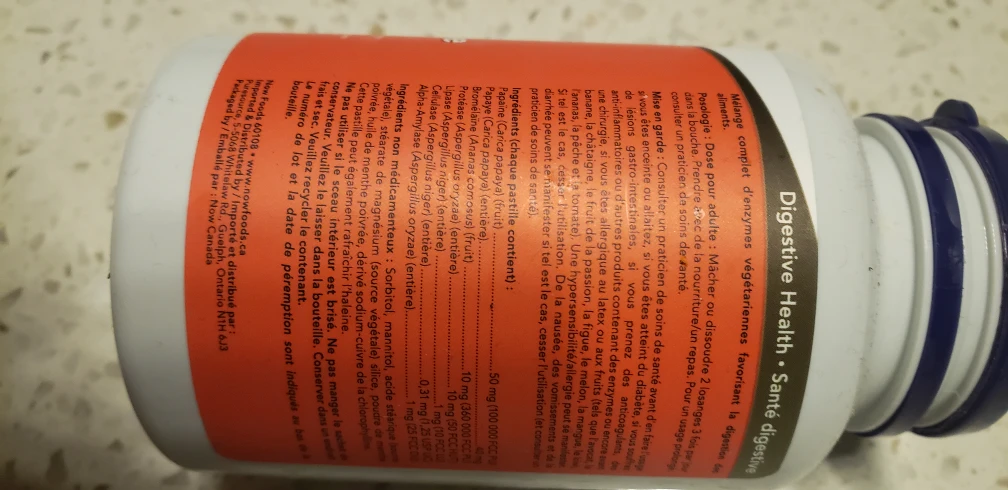 Digestive Health • Santé digestive
Mélange complet d'enzymes végétariennes favorisant la digestion des
aliments.
Posologie : Dose pour adulte : Mâcher ou dissoudre 2 losanges 3 fois par jour
dans la bouche. Prendre avec de la nourriture/un repas. Pour un usage prolongé,
consulter un praticien de soins de santé.
Mise en garde : Consulter un praticien de soins de santé avant d'en faire l'usage
si vous êtes enceinte ou allaitez, si vous êtes atteint du diabète, si vous souffrez
de lésions gastro-intestinales, si vous prenez des anticoagulants, des
anti-inflammatoires ou d'autres produits contenant des enzymes ou encore avant
une chirurgie, si vous êtes allergique au latex ou aux fruits (tels que l'avocat, la
banane, la châtaigne, le fruit de la passion, la figue, le melon, la mangue, le kiwi,
l'ananas, la pêche et la tomate). Une hypersensibilité/allergie peut se manifester.
Si tel est le cas, cesser l'utilisation. De la nausée, des vomissements et de la
diarrhée peuvent se manifester si tel est le cas, cesser l'utilisation (et consulter un
praticien de soins de santé).
Ingrédients (chaque pastille contient) :
Papaïne (Carica papaya) (fruit) 50 mg (100 000 FCC PU)
Papaye (Carica papaya) (entière)
Bromélaïne (Ananas comosus) (fruit) 10 mg (360 000 FCC PU)
Protéase (Aspergillus oryzae) (entière) 10 mg (50 FCC
Lipase (Aspergillus niger) (entière) 1 mg (10 FCC
Cellulase (Aspergillus niger) (entière) 0,31 mg
Alpha-Amylase (Aspergillus oryzae) (entière) 1 mg (25 FCC
Ingrédients non médicamenteux : Sorbitol, mannitol, acide stéarique (source
végétale), stéarate de magnésium (source végétale), silice, poudre de menthe
poivrée, huile de menthe poivrée, dérivé sodium-cuivre de la chlorophylline.
Cette pastille peut également rafraîchir l'haleine.
Ne pas utiliser si le sceau intérieur est brisé. Ne pas manger le sachet de
conservateur. Veuillez le laisser dans la bouteille. Conserver dans un endroit
frais et sec. Veuillez recycler le contenant.
Le numéro de lot et la date de péremption sont indiqués au bas de la
bouteille.
Now Foods 60108 • www.nowfoods.ca
Imported & Distributed by / Importé et distribué par :
Puresource, 5-5068 Whitelaw Rd., Guelph, Ontario N1H 6J3
Packaged by / Emballé par : Now Canada